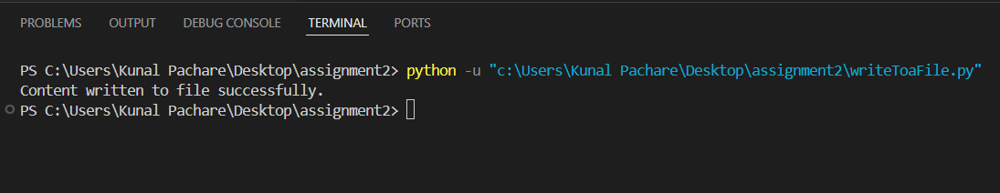 PROBLEMS OUTPUT DEBUG CONSOLE TERMINAL PORTS
PS C:\Users\Kunal Pachare\Desktop\assignment2> python -u "c:\Users\Kunal Pachare\Desktop\assignment2\writeToaFile.py"
Content written to file successfully.
PS C:\Users\Kunal Pachare\Desktop\assignment2>